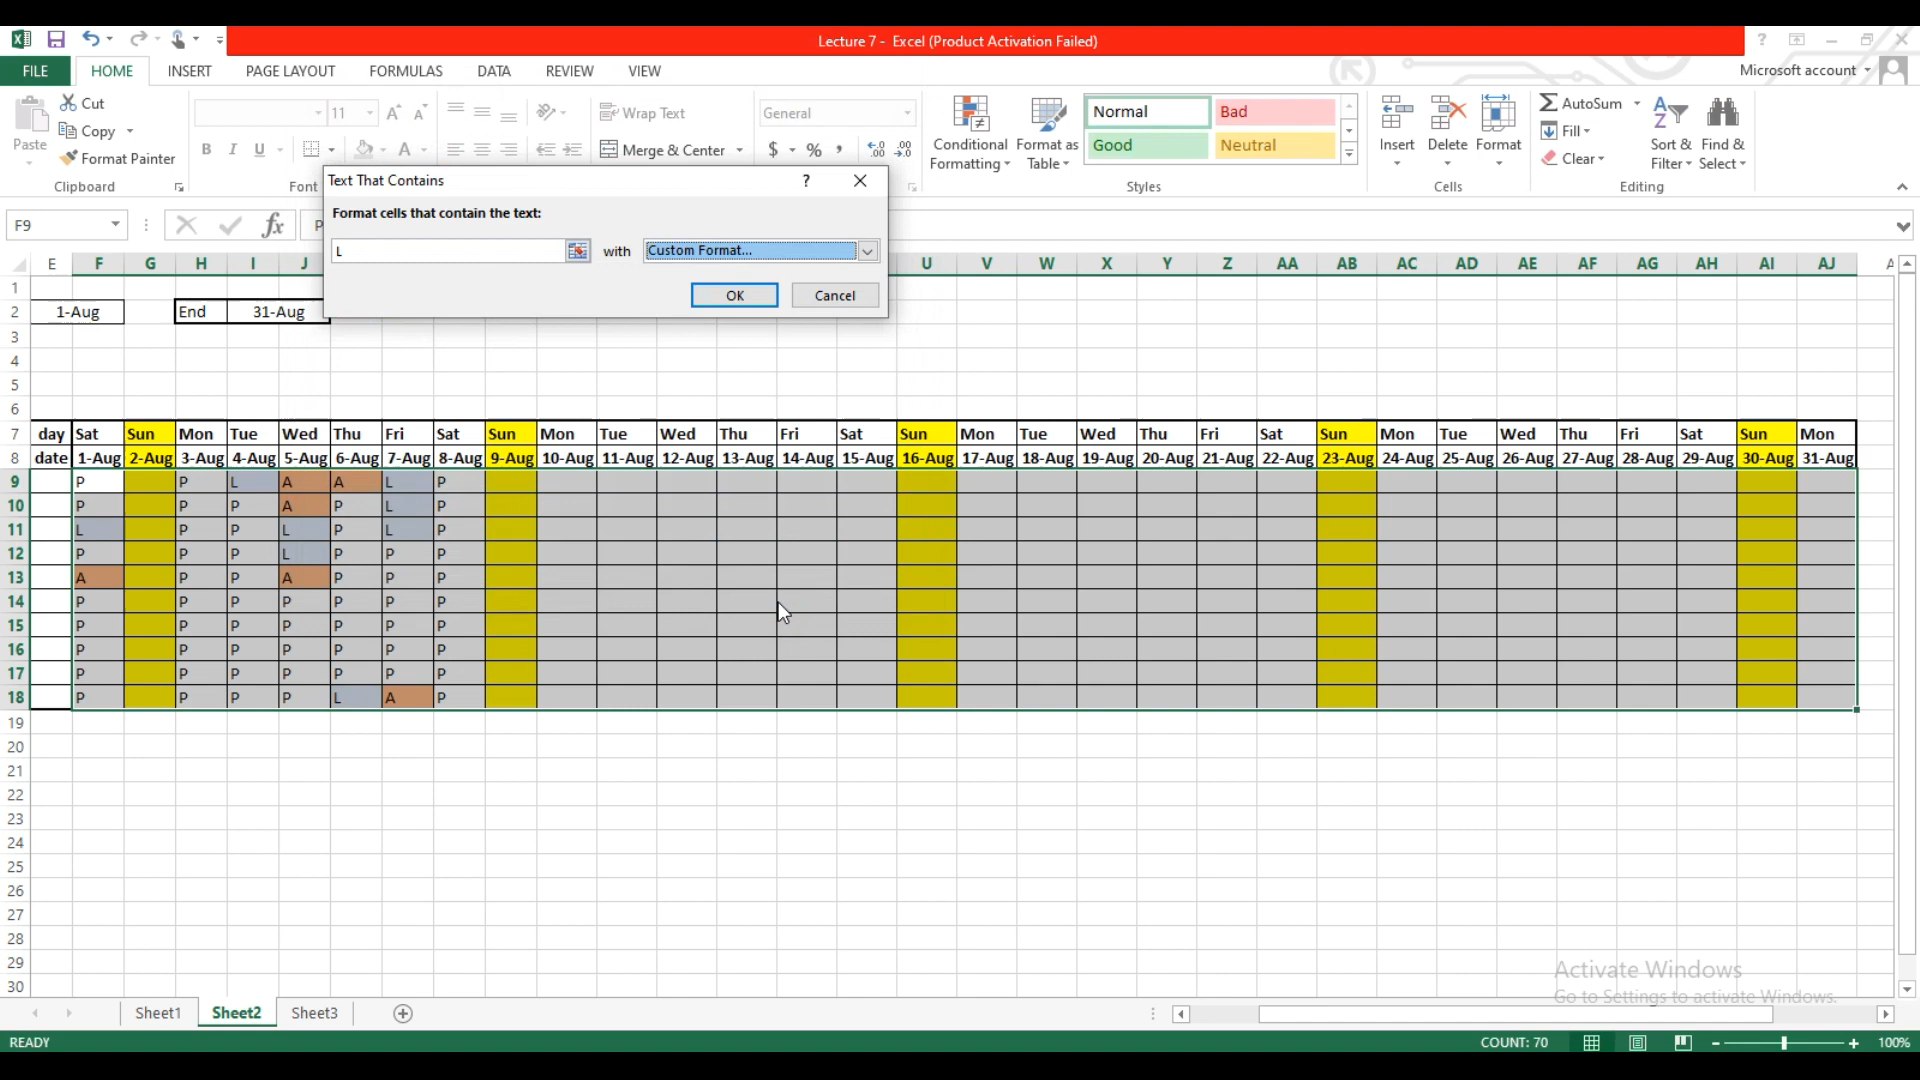 Lecture 7 - Excel (Product Activation Failed)
FILE HOME INSERT PAGE LAYOUT FORMULAS DATA REVIEW VIEW Microsoft account
Paste Cut Copy Format Painter Clipboard
11 Font
Wrap Text Merge & Center
General $ %
Conditional Formatting Format as Table Normal Bad Good Neutral Styles
Insert Delete Format Cells
AutoSum Fill Clear Sort & Filter Find & Select Editing
Text That Contains
Format cells that contain the text:
L with Custom Format...
OK Cancel
F9 fx
E F G H I J U V W X Y Z AA AB AC AD AE AF AG AH AI AJ
1
2 1-Aug End 31-Aug
3
4
5
6
7 day Sat Sun Mon Tue Wed Thu Fri Sat Sun Mon Tue Wed Thu Fri Sat Sun Mon Tue Wed Thu Fri Sat Sun Mon Tue Wed Thu Fri Sat Sun Mon
8 date 1-Aug 2-Aug 3-Aug 4-Aug 5-Aug 6-Aug 7-Aug 8-Aug 9-Aug 10-Aug 11-Aug 12-Aug 13-Aug 14-Aug 15-Aug 16-Aug 17-Aug 18-Aug 19-Aug 20-Aug 21-Aug 22-Aug 23-Aug 24-Aug 25-Aug 26-Aug 27-Aug 28-Aug 29-Aug 30-Aug 31-Aug
9 P P L A A L P
10 P P P A P L P
11 L P P L P L P
12 P P P L P P P
13 A P P A P P P
14 P P P P P P P
15 P P P P P P P
16 P P P P P P P
17 P P P P P P P
18 P P P P L A P
19
20
21
22
23
24
25
26
27
28
29
30
Activate Windows
Go to Settings to activate Windows.
Sheet1 Sheet2 Sheet3
READY COUNT: 70 100%